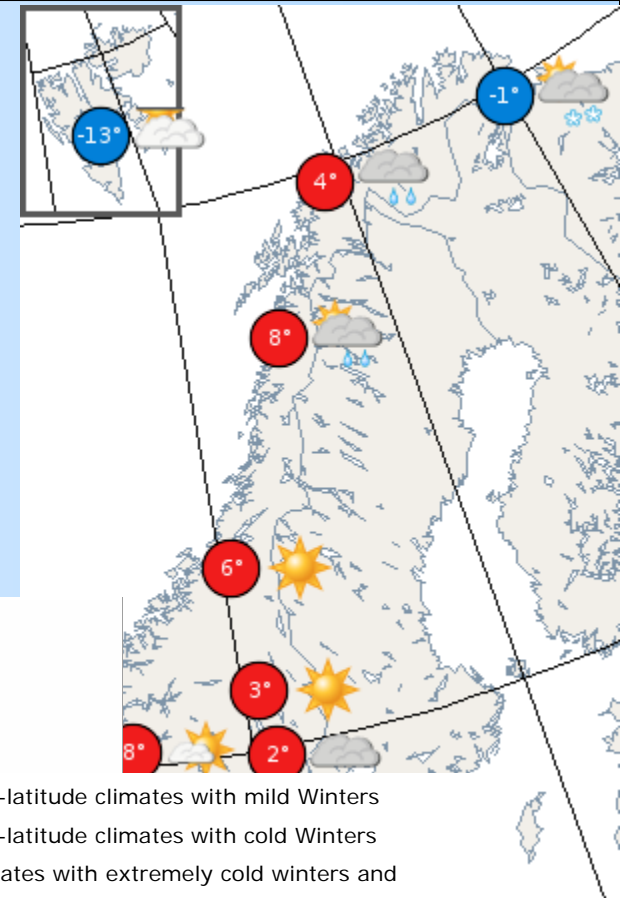 -13°
-1°
4°
8°
6°
3°
8°
2°
-latitude climates with mild Winters
-latitude climates with cold Winters
ates with extremely cold winters and